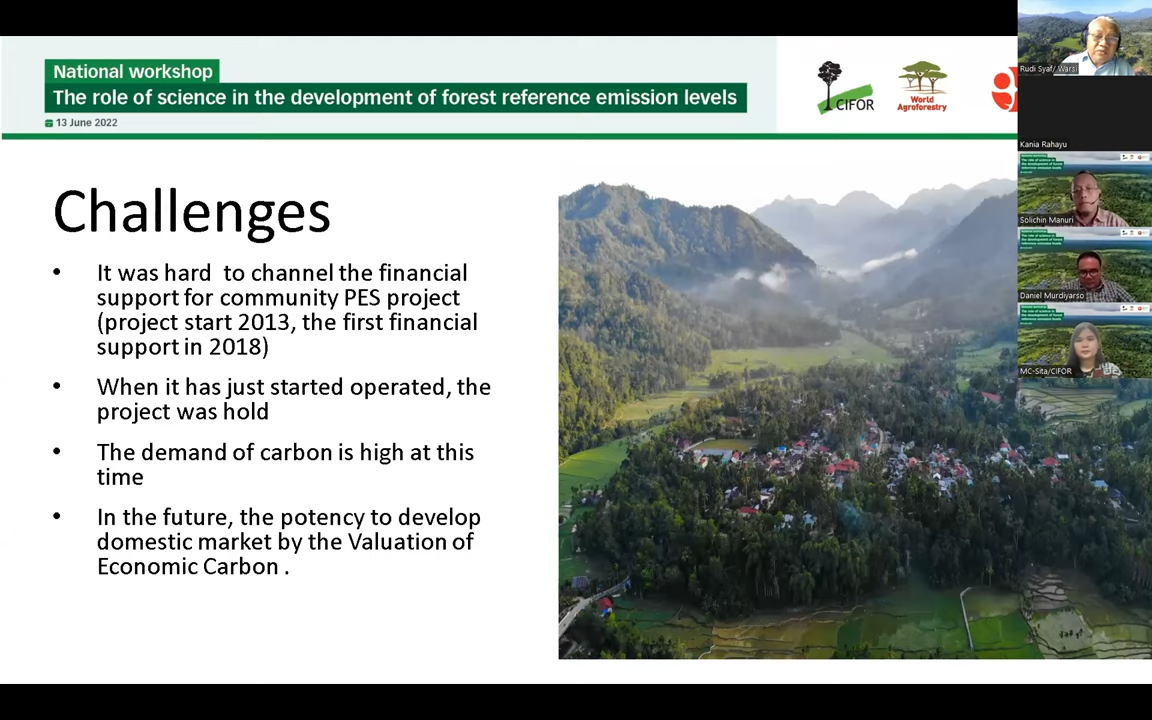 National workshop
The role of science in the development of forest reference emission levels
13 June 2022
CIFOR
World
Agroforestry
Challenges
• It was hard to channel the financial
support for community PES project
(project start 2013, the first financial
support in 2018)
• When it has just started operated, the
project was hold
• The demand of carbon is high at this
time
• In the future, the potency to develop
domestic market by the Valuation of
Economic Carbon .
Rudi Syaf/ Warsi
Kania Rahayu
Solichin Manuri
Daniel Murdiyarso
MC-Sita/CIFOR